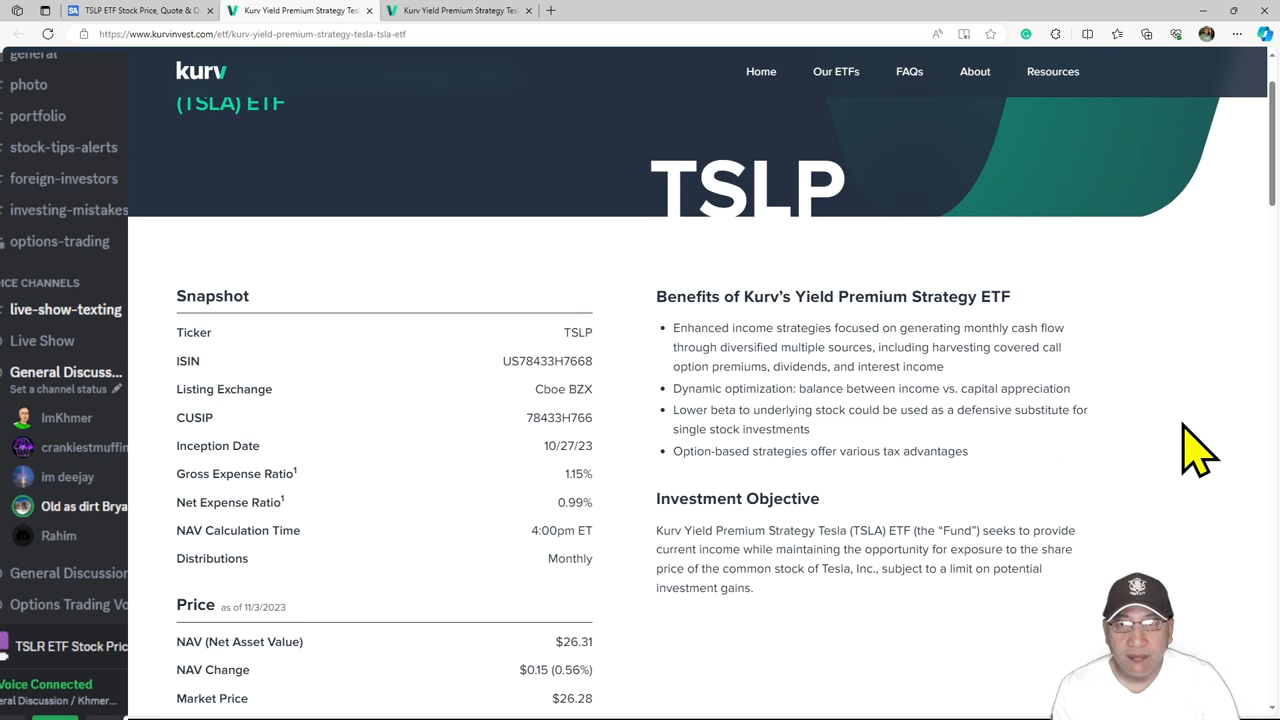 TSLP ETF Stock Price, Quote & O
Kurv Yield Premium Strategy Tesl
Kurv Yield Premium Strategy Tes
https://www.kurvinvest.com/etf/kurv-yield-premium-strategy-tesla-tsla-etf
general
photo
portfolio
stock-tips-alerts
foreign-investors
investing-mistakes
options-trading
OICE CHANNELS
live-show-texting
Live Show
General Discuss...
Set a channel status
ImKhmer
crankiestmuffin
im deejay
Old as dirt Brya
Rahim
General Discussion
Options Trading Vo
TSLR ETF Stock Pric
Voice Connected
eneral Discussion / Khmer...
kurv
Home
Our ETFs
FAQs
About
Resources
(TSLA) ETF
TSLP
Snapshot
Ticker TSLP
ISIN US78433H7668
Listing Exchange Cboe BZX
CUSIP 78433H766
Inception Date 10/27/23
Gross Expense Ratio1 1.15%
Net Expense Ratio1 0.99%
NAV Calculation Time 4:00pm ET
Distributions Monthly
Price as of 11/3/2023
NAV (Net Asset Value) $26.31
NAV Change $0.15 (0.56%)
Market Price $26.28
Benefits of Kurv's Yield Premium Strategy ETF
• Enhanced income strategies focused on generating monthly cash flow
through diversified multiple sources, including harvesting covered call
option premiums, dividends, and interest income
• Dynamic optimization: balance between income vs. capital appreciation
• Lower beta to underlying stock could be used as a defensive substitute for
single stock investments
• Option-based strategies offer various tax advantages
Investment Objective
Kurv Yield Premium Strategy Tesla (TSLA) ETF (the “Fund”) seeks to provide
current income while maintaining the opportunity for exposure to the share
price of the common stock of Tesla, Inc., subject to a limit on potential
investment gains.